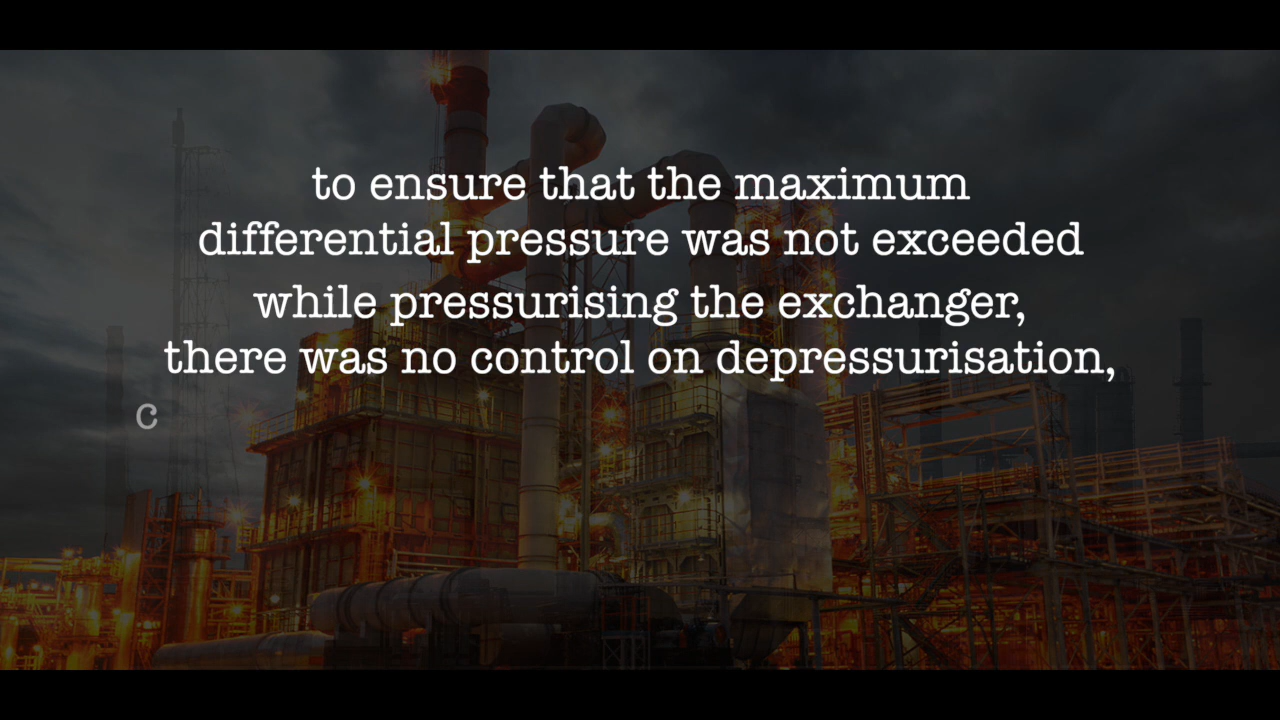 to ensure that the maximum
differential pressure was not exceeded
while pressurising the exchanger,
there was no control on depressurisation,
c